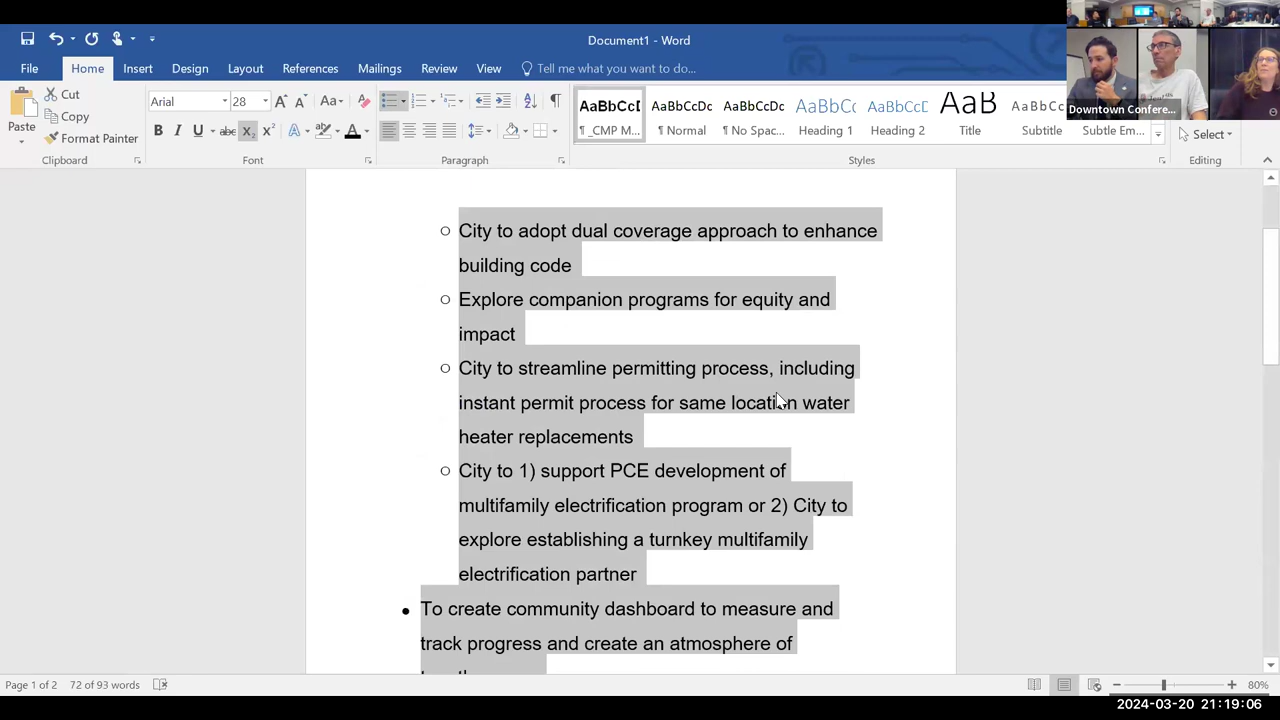 Document1 - Word
File Home Insert Design Layout References Mailings Review View Tell me what you want to do...
Paste
Cut
Copy
Format Painter
Arial 28
AaBbCcD AaBbCcDc AaBbCcDc AaBbCc AaBbCcD AaB AaBbCc
¶ _CMP M... ¶ Normal ¶ No Spac... Heading 1 Heading 2 Title Subtitle Subtle Em...
Select
Clipboard Font Paragraph Styles Editing
Downtown Confere...
City to adopt dual coverage approach to enhance
building code
Explore companion programs for equity and
impact
City to streamline permitting process, including
instant permit process for same location water
heater replacements
City to 1) support PCE development of
multifamily electrification program or 2) City to
explore establishing a turnkey multifamily
electrification partner
To create community dashboard to measure and
track progress and create an atmosphere of
Page 1 of 2 72 of 93 words 80%
2024-03-20 21:19:06